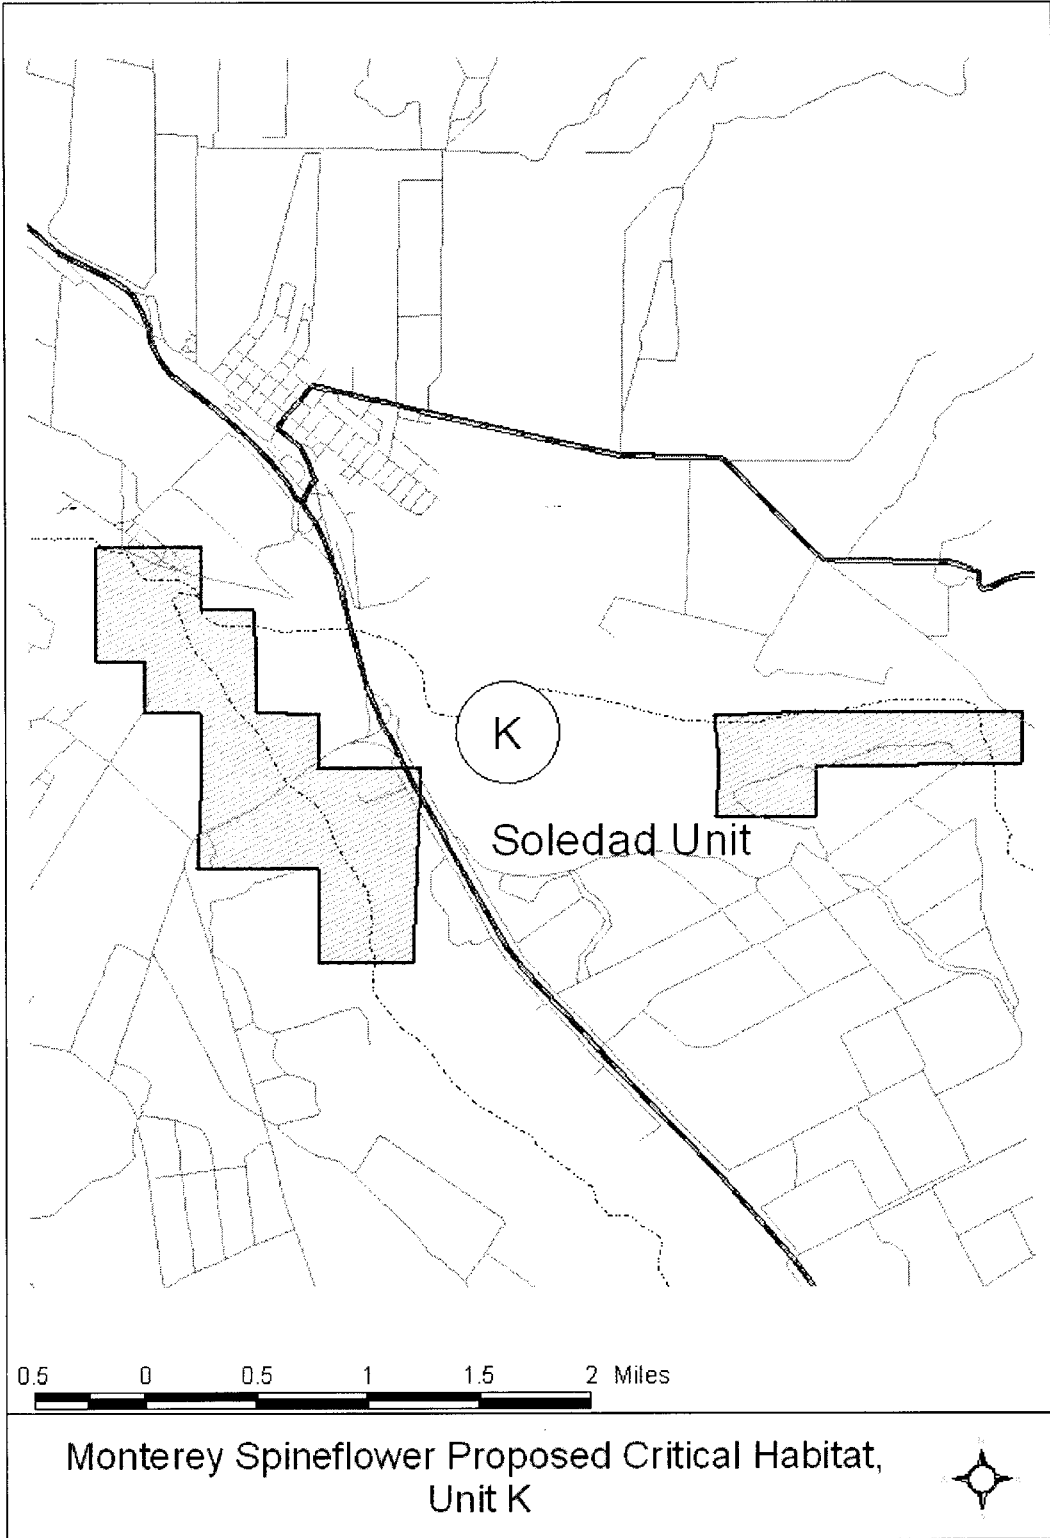 K
Soledad Unit
0.5 0 0.5 1 1.5 2 Miles
Monterey Spineflower Proposed Critical Habitat,
Unit K